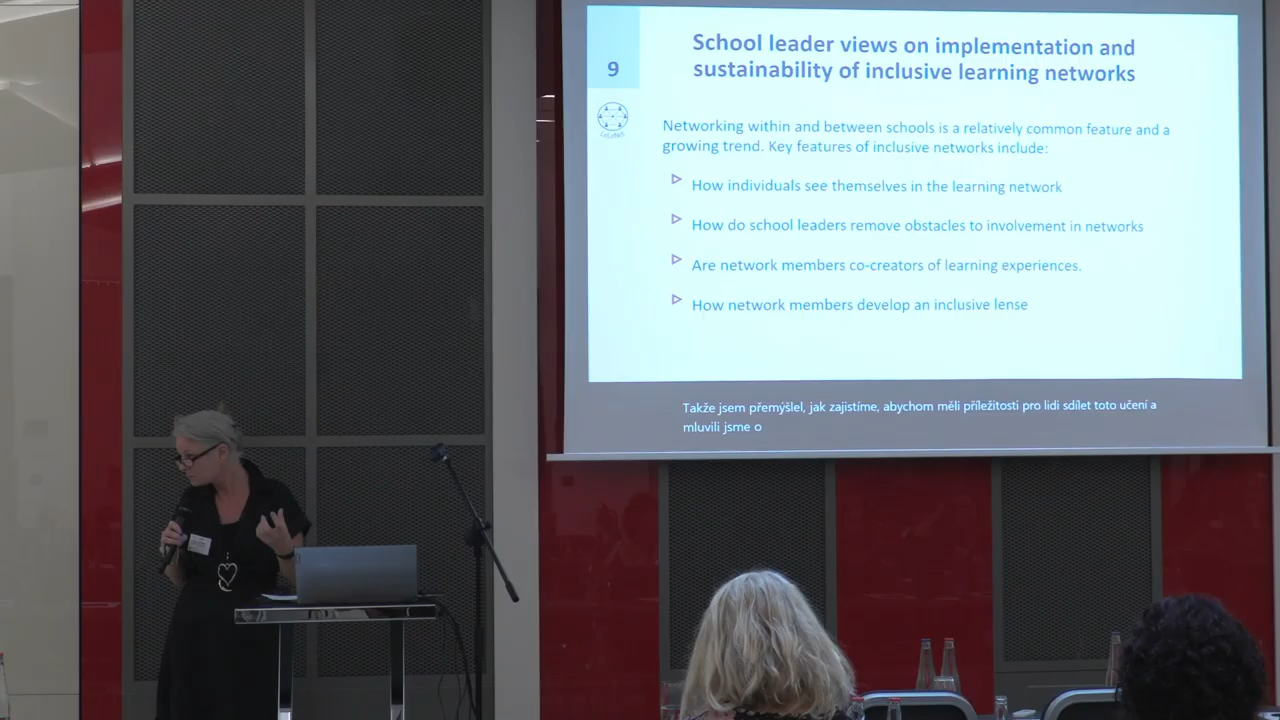 School leader views on implementation and
sustainability of inclusive learning networks
9
Networking within and between schools is a relatively common feature and a
growing trend. Key features of inclusive networks include:
How individuals see themselves in the learning network
How do school leaders remove obstacles to involvement in networks
Are network members co-creators of learning experiences.
How network members develop an inclusive lense
Takže jsem přemýšlel, jak zajistíme, abychom měli příležitosti pro lidi sdílet toto učení a
mluvili jsme o